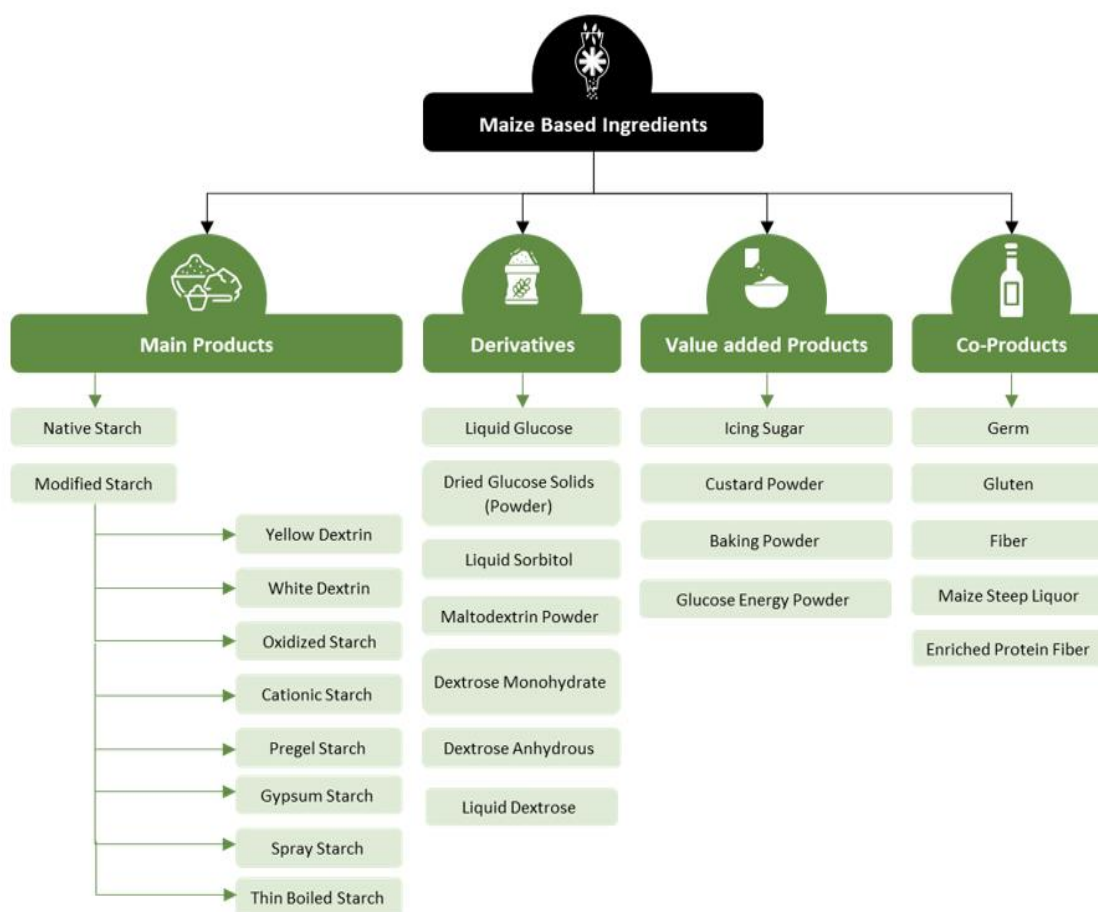 Maize Based Ingredients
Main Products
Native Starch
Modified Starch
Yellow Dextrin
White Dextrin
Oxidized Starch
Cationic Starch
Pregel Starch
Gypsum Starch
Spray Starch
Thin Boiled Starch
Derivatives
Liquid Glucose
Dried Glucose Solids
(Powder)
Liquid Sorbitol
Maltodextrin Powder
Dextrose Monohydrate
Dextrose Anhydrous
Liquid Dextrose
Value added Products
Icing Sugar
Custard Powder
Baking Powder
Glucose Energy Powder
Co-Products
Germ
Gluten
Fiber
Maize Steep Liquor
Enriched Protein Fiber